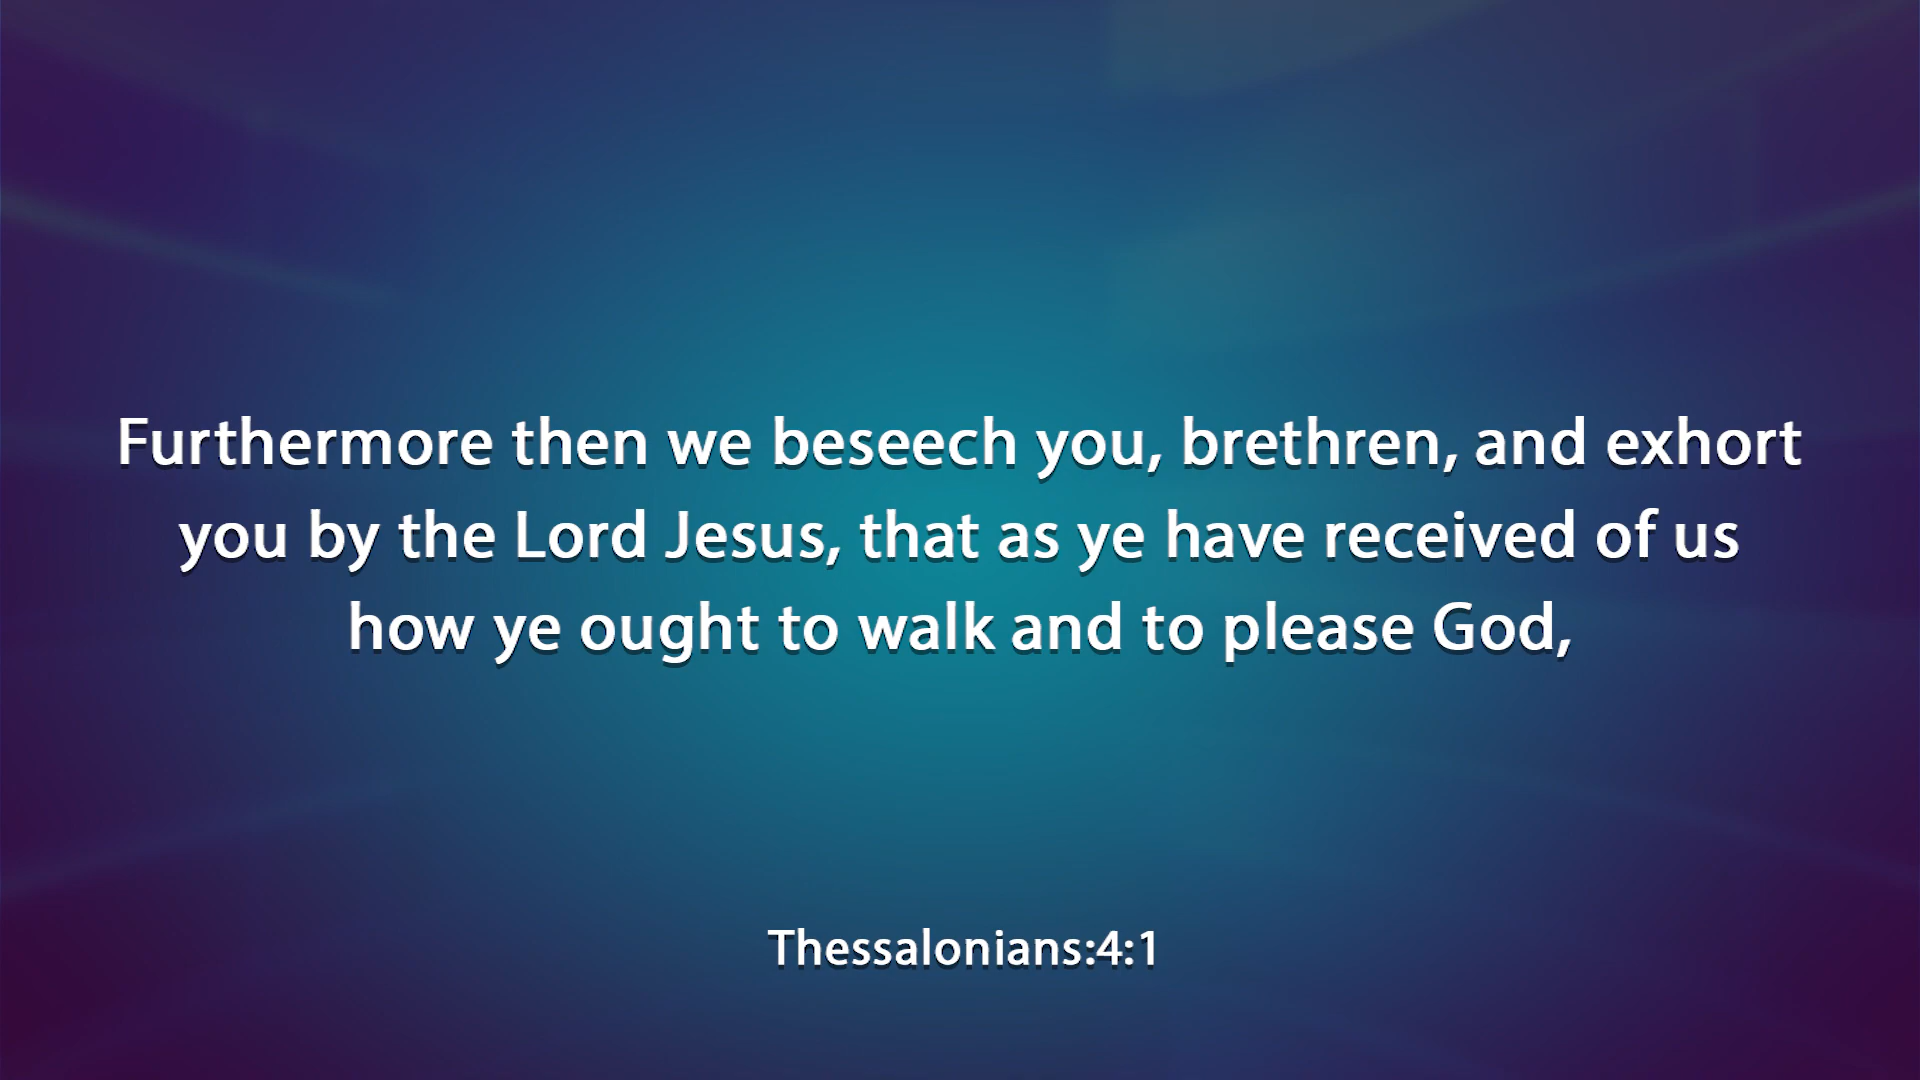 Furthermore then we beseech you, brethren, and exhort
you by the Lord Jesus, that as ye have received of us
how ye ought to walk and to please God,
Thessalonians:4:1